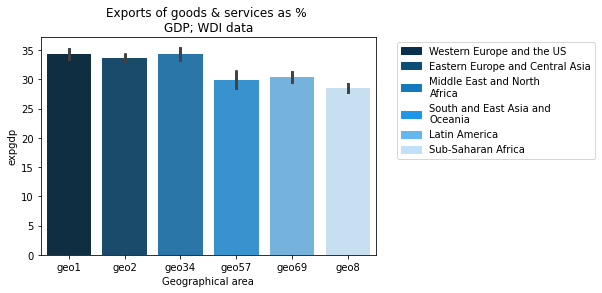 Exports of goods & services as %
GDP; WDI data
expgdp
35
30
25
20
15
10
5
0
geo1 geo2 geo34 geo57 geo69 geo8
Geographical area
Western Europe and the US
Eastern Europe and Central Asia
Middle East and North
Africa
South and East Asia and
Oceania
Latin America
Sub-Saharan Africa